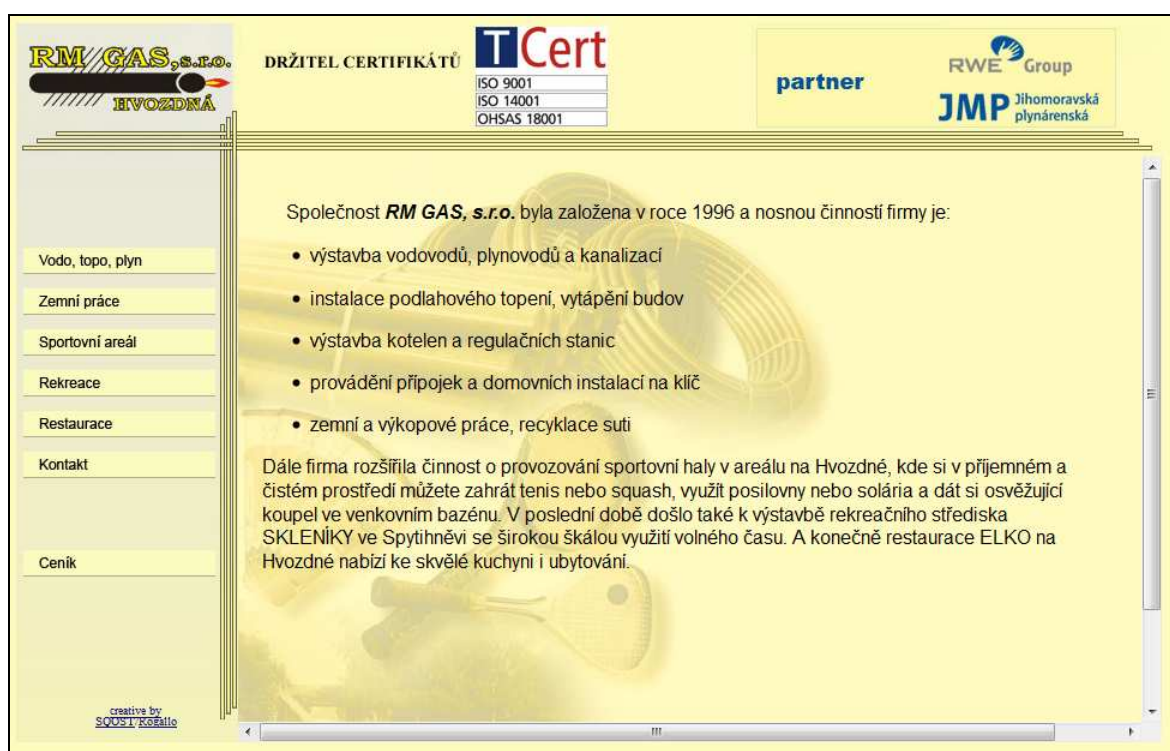 RM GAS, s.r.o.
HVOZDNÁ
DRŽITEL CERTIFIKÁTŮ
TCert
ISO 9001
ISO 14001
OHSAS 18001
partner
RWE Group
JMP Jihomoravská
plynárenská
Vodo, topo, plyn
Zemní práce
Sportovní areál
Rekreace
Restaurace
Kontakt
Ceník
creative by
SQUST/Rogallo
Společnost RM GAS, s.r.o. byla založena v roce 1996 a nosnou činností firmy je:
• výstavba vodovodů, plynovodů a kanalizací
• instalace podlahového topení, vytápění budov
• výstavba kotelen a regulačních stanic
• provádění přípojek a domovních instalací na klíč
• zemní a výkopové práce, recyklace suti
Dále firma rozšířila činnost o provozování sportovní haly v areálu na Hvozdné, kde si v příjemném a
čistém prostředí můžete zahrát tenis nebo squash, využít posilovny nebo solária a dát si osvěžující
koupel ve venkovním bazénu. V poslední době došlo také k výstavbě rekreačního střediska
SKLENÍKY ve Spytihněvi se širokou škálou využití volného času. A konečně restaurace ELKO na
Hvozdné nabízí ke skvělé kuchyni i ubytování.